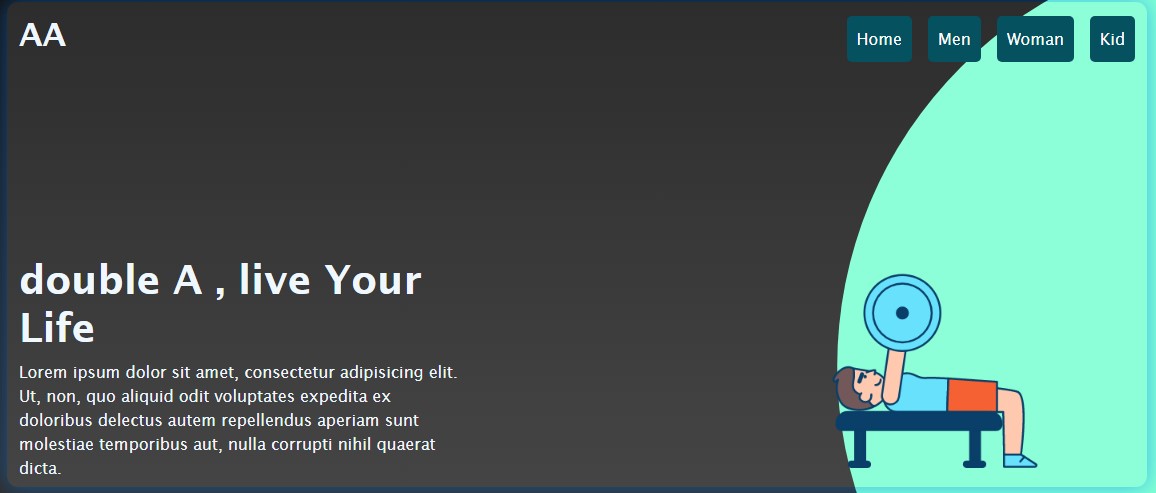 AA
Home Men Woman Kid
double A , live Your
Life
Lorem ipsum dolor sit amet, consectetur adipisicing elit.
Ut, non, quo aliquid odit voluptates expedita ex
doloribus delectus autem repellendus aperiam sunt
molestiae temporibus aut, nulla corrupti nihil quaerat
dicta.